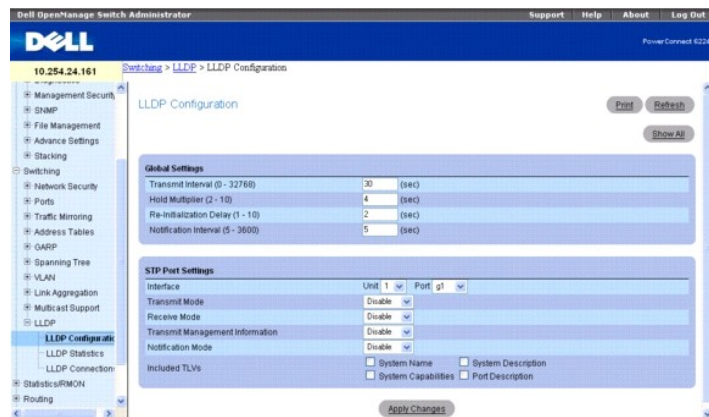 Dell OpenManage Switch Administrator Support Help About Log Out
DELL
PowerConnect 6224
10.254.24.161
Switching > LLDP > LLDP Configuration
Management Securit
SNMP
File Management
Advance Settings
Stacking
Switching
Network Security
Ports
Traffic Mirroring
Address Tables
GARP
Spanning Tree
VLAN
Link Aggregation
Multicast Support
LLDP
LLDP Configuratic
LLDP Statistics
LLDP Connection
Statistics/RMON
Routing
LLDP Configuration
Print Refresh
Show All
Global Settings
Transmit Interval (0 - 32768) 30 (sec)
Hold Multiplier (2 - 10) 4 (sec)
Re-Initialization Delay (1 - 10) 2 (sec)
Notification Interval (5 - 3600) 5 (sec)
STP Port Settings
Interface Unit 1 Port g1
Transmit Mode Disable
Receive Mode Disable
Transmit Management Information Disable
Notification Mode Disable
Included TLVs System Name System Description
System Capabilities Port Description
Apply Changes